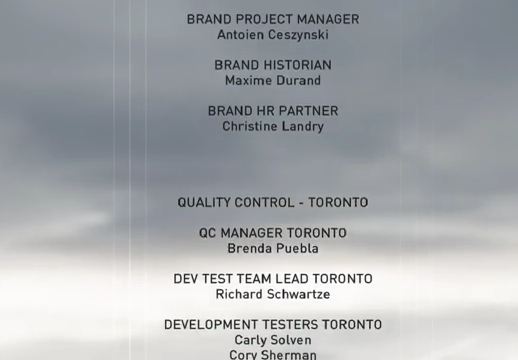 BRAND PROJECT MANAGER
Antoien Ceszynski
BRAND HISTORIAN
Maxime Durand
BRAND HR PARTNER
Christine Landry
QUALITY CONTROL - TORONTO
QC MANAGER TORONTO
Brenda Puebla
DEV TEST TEAM LEAD TORONTO
Richard Schwartze
DEVELOPMENT TESTERS TORONTO
Carly Solven
Cory Sherman